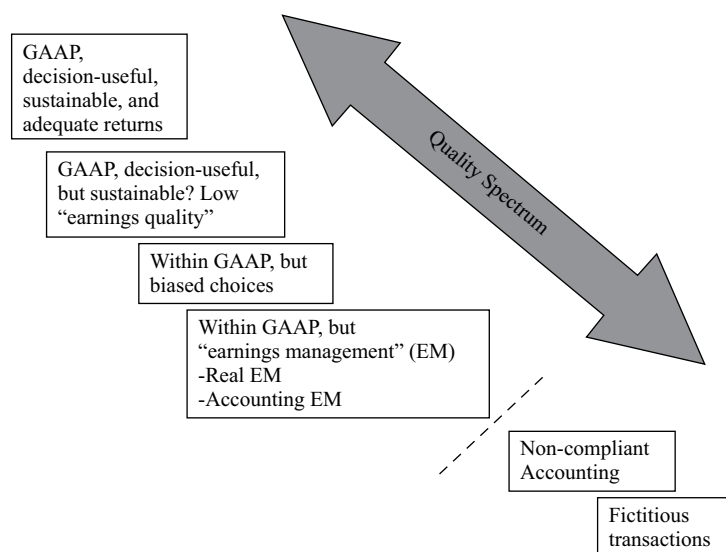 GAAP,
decision-useful,
sustainable, and
adequate returns
Quality Spectrum
GAAP, decision-useful,
but sustainable? Low
“earnings quality”
Within GAAP, but
biased choices
Within GAAP, but
“earnings management” (EM)
-Real EM
-Accounting EM
Non-compliant
Accounting
Fictitious
transactions